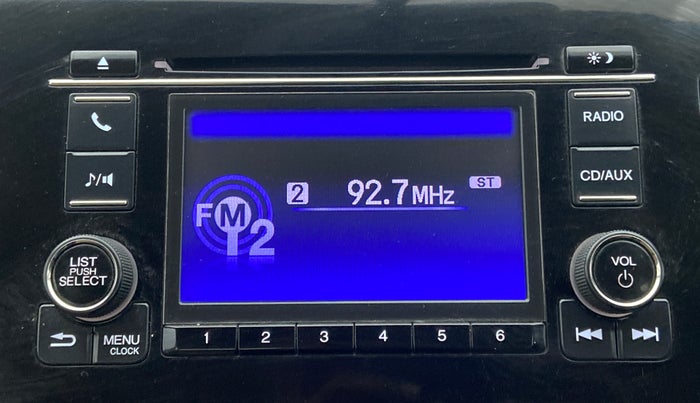 RADIO
CD/AUX
2 92.7MHz ST
FM 2
LIST
PUSH
SELECT
VOL
MENU
CLOCK
1 2 3 4 5 6